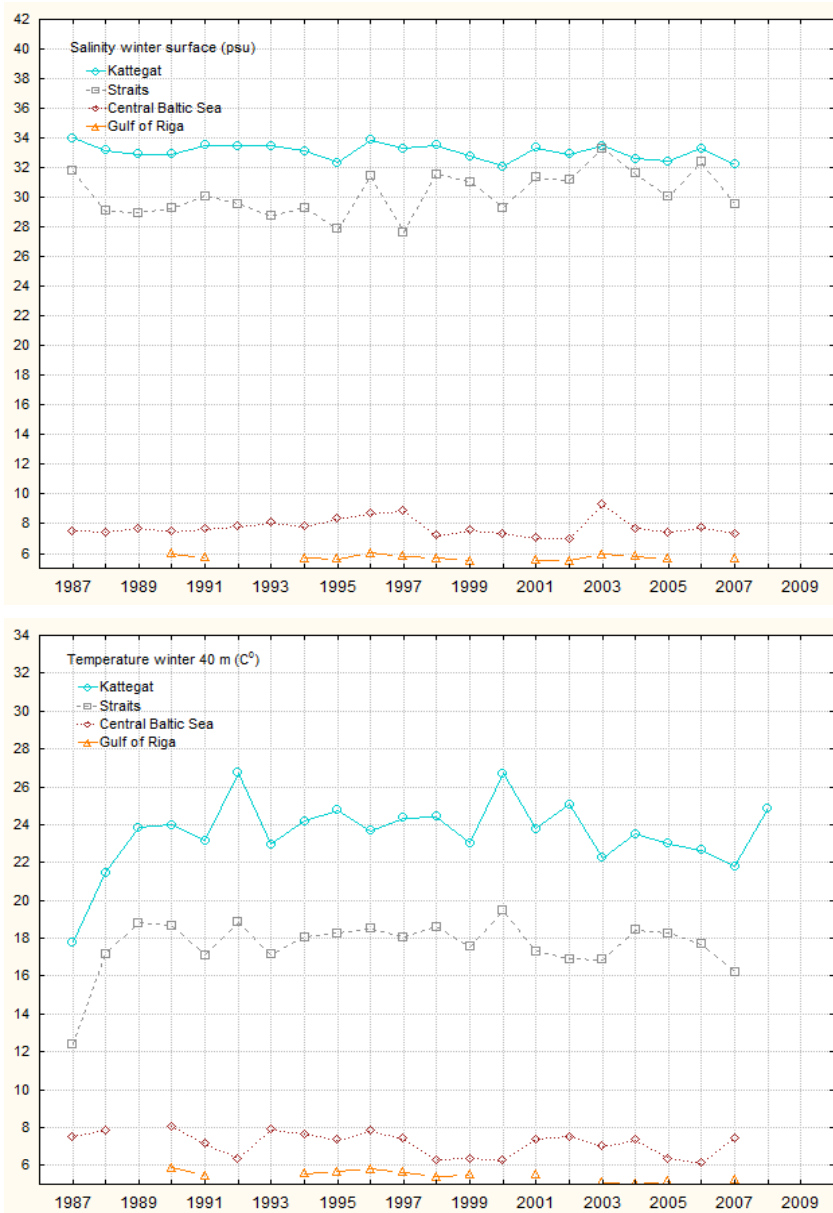 42
40
38
36
34
32
30
28
26
24
22
20
18
16
14
12
10
8
6
Salinity winter surface (psu)
Kattegat
Straits
Central Baltic Sea
Gulf of Riga
1987 1989 1991 1993 1995 1997 1999 2001 2003 2005 2007 2009
34
32
30
28
26
24
22
20
18
16
14
12
10
8
6
Temperature winter 40 m (C⁰)
Kattegat
Straits
Central Baltic Sea
Gulf of Riga
1987 1989 1991 1993 1995 1997 1999 2001 2003 2005 2007 2009